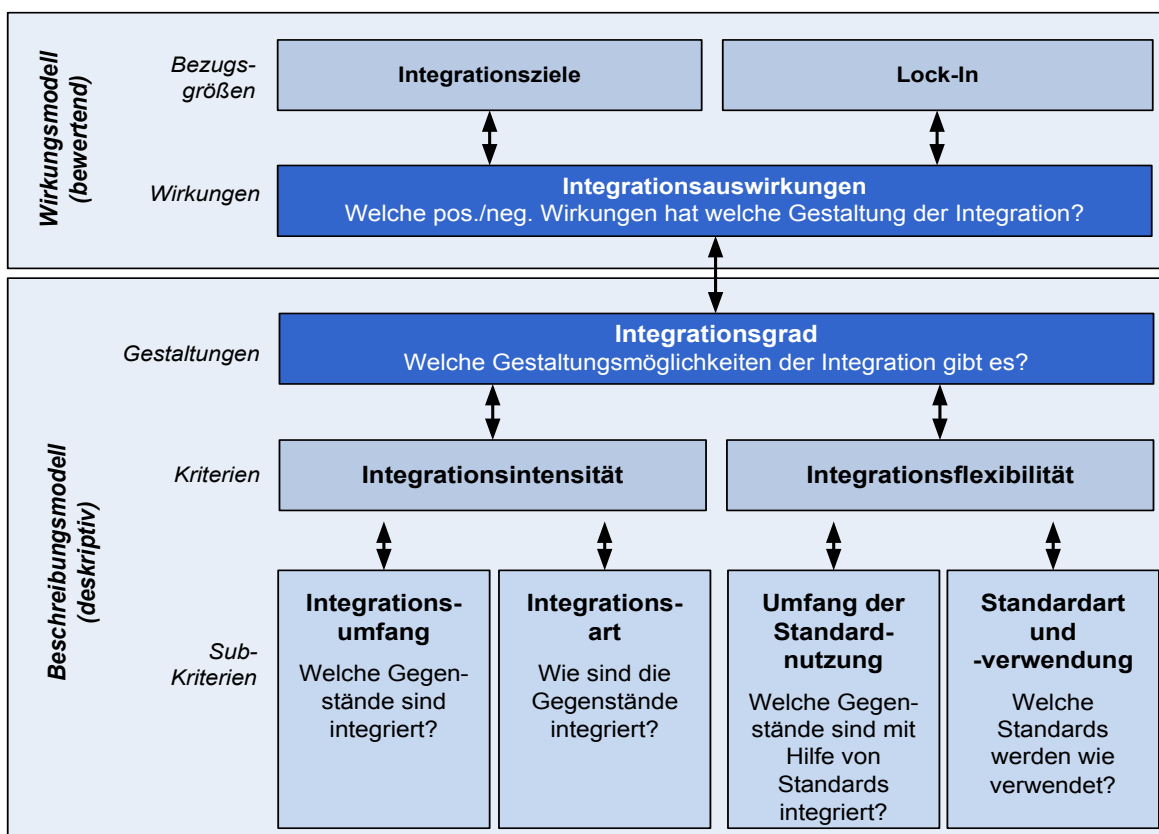 Wirkungsmodell
(bewertend)
Bezugs-
größen
Integrationsziele
Lock-In
Wirkungen
Integrationsauswirkungen
Welche pos./neg. Wirkungen hat welche Gestaltung der Integration?
Beschreibungsmodell
(deskriptiv)
Gestaltungen
Integrationsgrad
Welche Gestaltungsmöglichkeiten der Integration gibt es?
Kriterien
Integrationsintensität
Integrationsflexibilität
Sub-
Kriterien
Integrations-
umfang
Welche Gegen-
stände sind
integriert?
Integrations-
art
Wie sind die
Gegenstände
integriert?
Umfang der
Standard-
nutzung
Welche Gegen-
stände sind mit
Hilfe von
Standards
integriert?
Standardart
und
-verwendung
Welche
Standards
werden wie
verwendet?